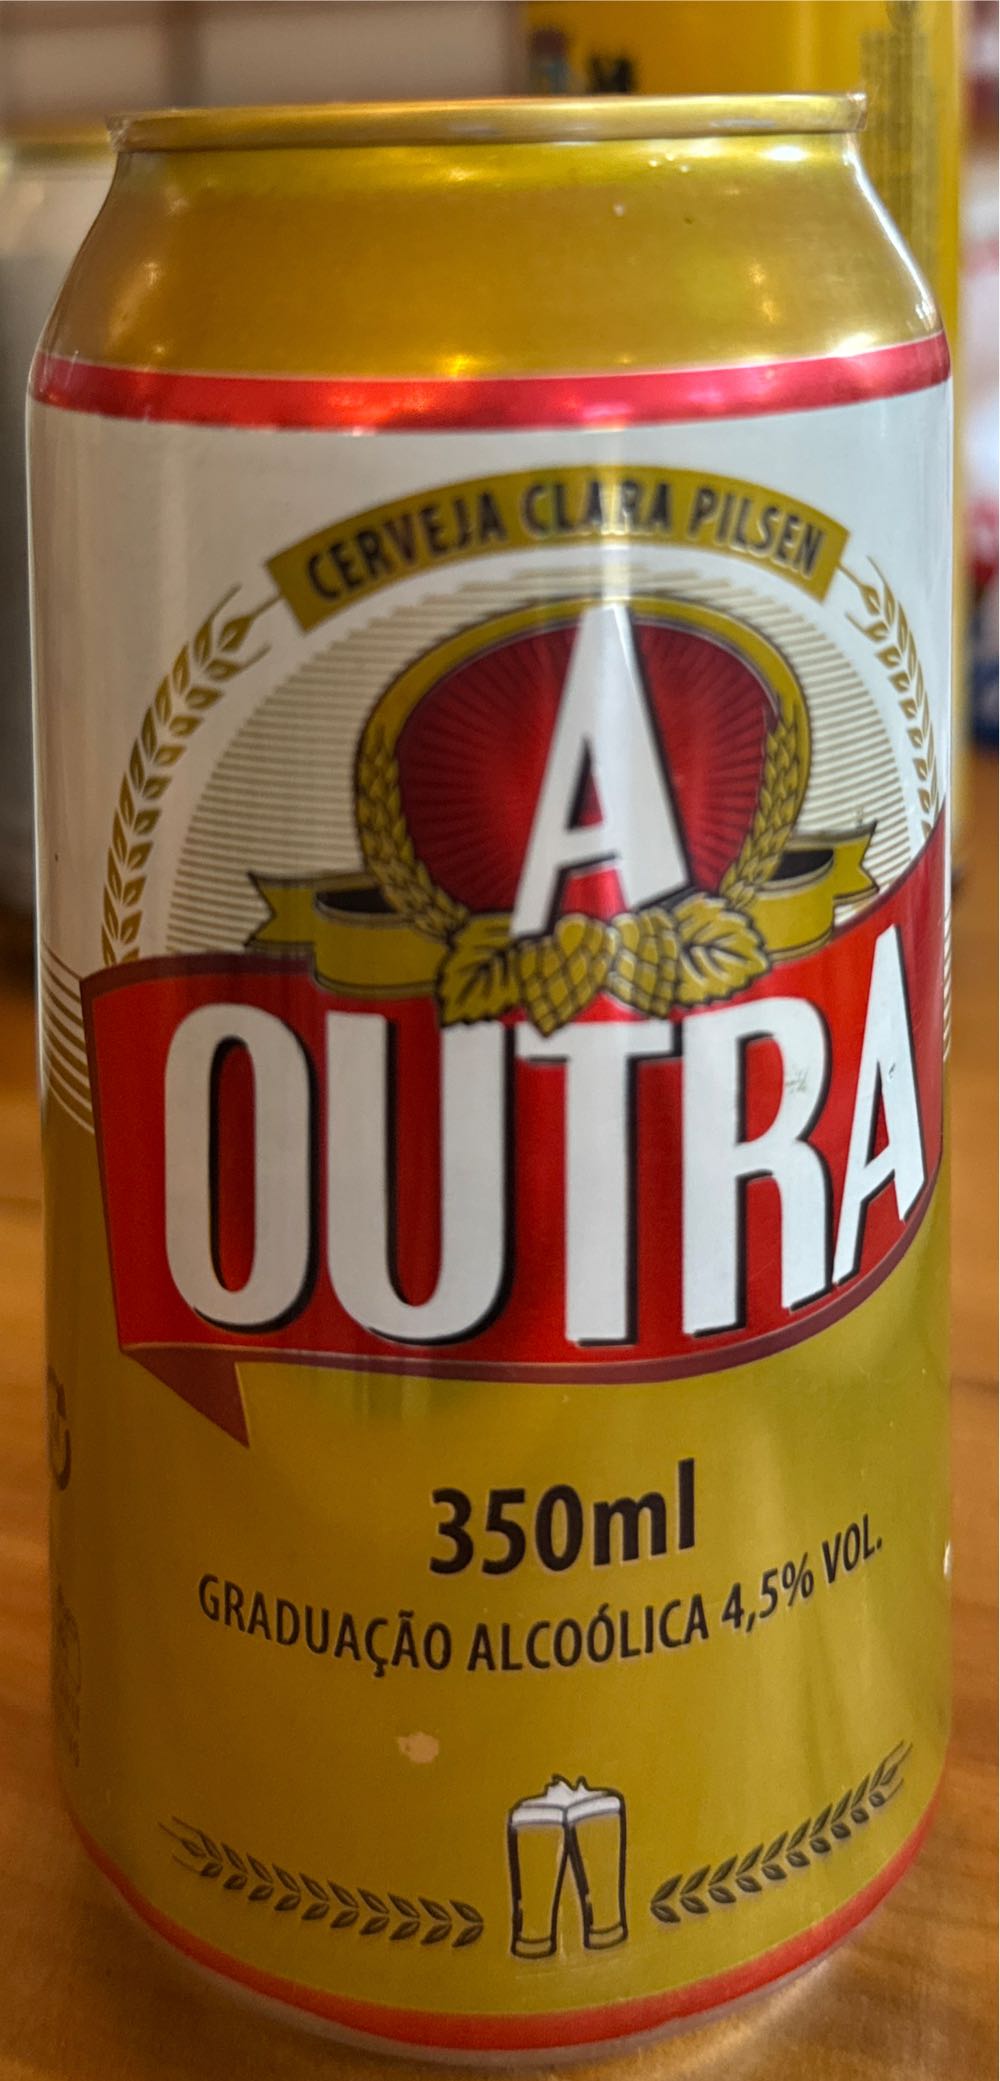 CERVEJA CLARA PILSEN
A
OUTRA
350ml
GRADUAÇÃO ALCOÓLICA 4,5% VOL.